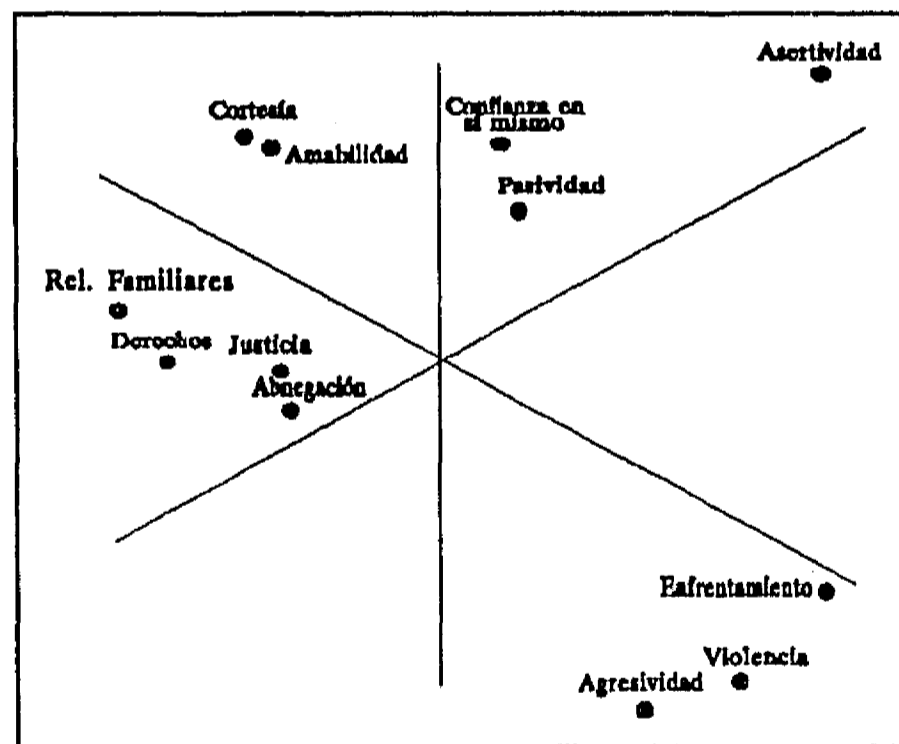 Asertividad
Cortesía
Confianza en
sí mismo
Amabilidad
Pasividad
Rel. Familiares
Derechos
Justicia
Abnegación
Enfrentamiento
Violencia
Agresividad